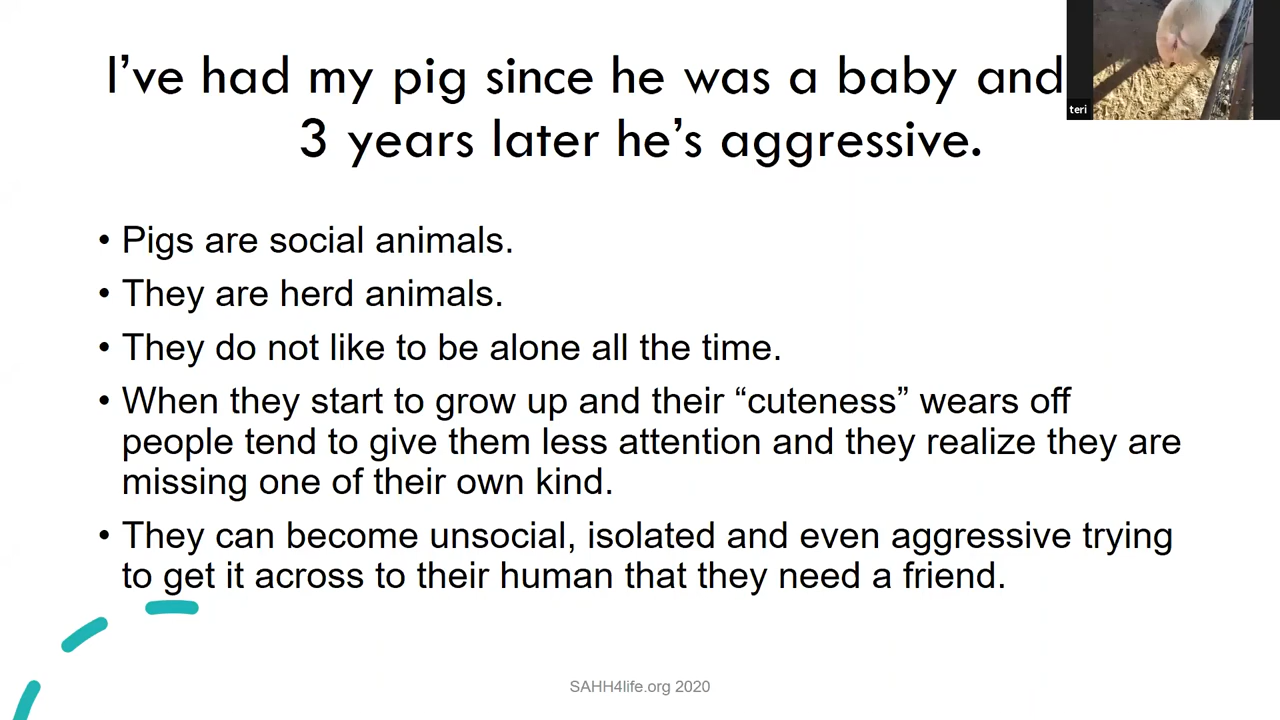 I’ve had my pig since he was a baby and
3 years later he’s aggressive.
teri
• Pigs are social animals.
• They are herd animals.
• They do not like to be alone all the time.
• When they start to grow up and their “cuteness” wears off
people tend to give them less attention and they realize they are
missing one of their own kind.
• They can become unsocial, isolated and even aggressive trying
to get it across to their human that they need a friend.
SAHH4life.org 2020